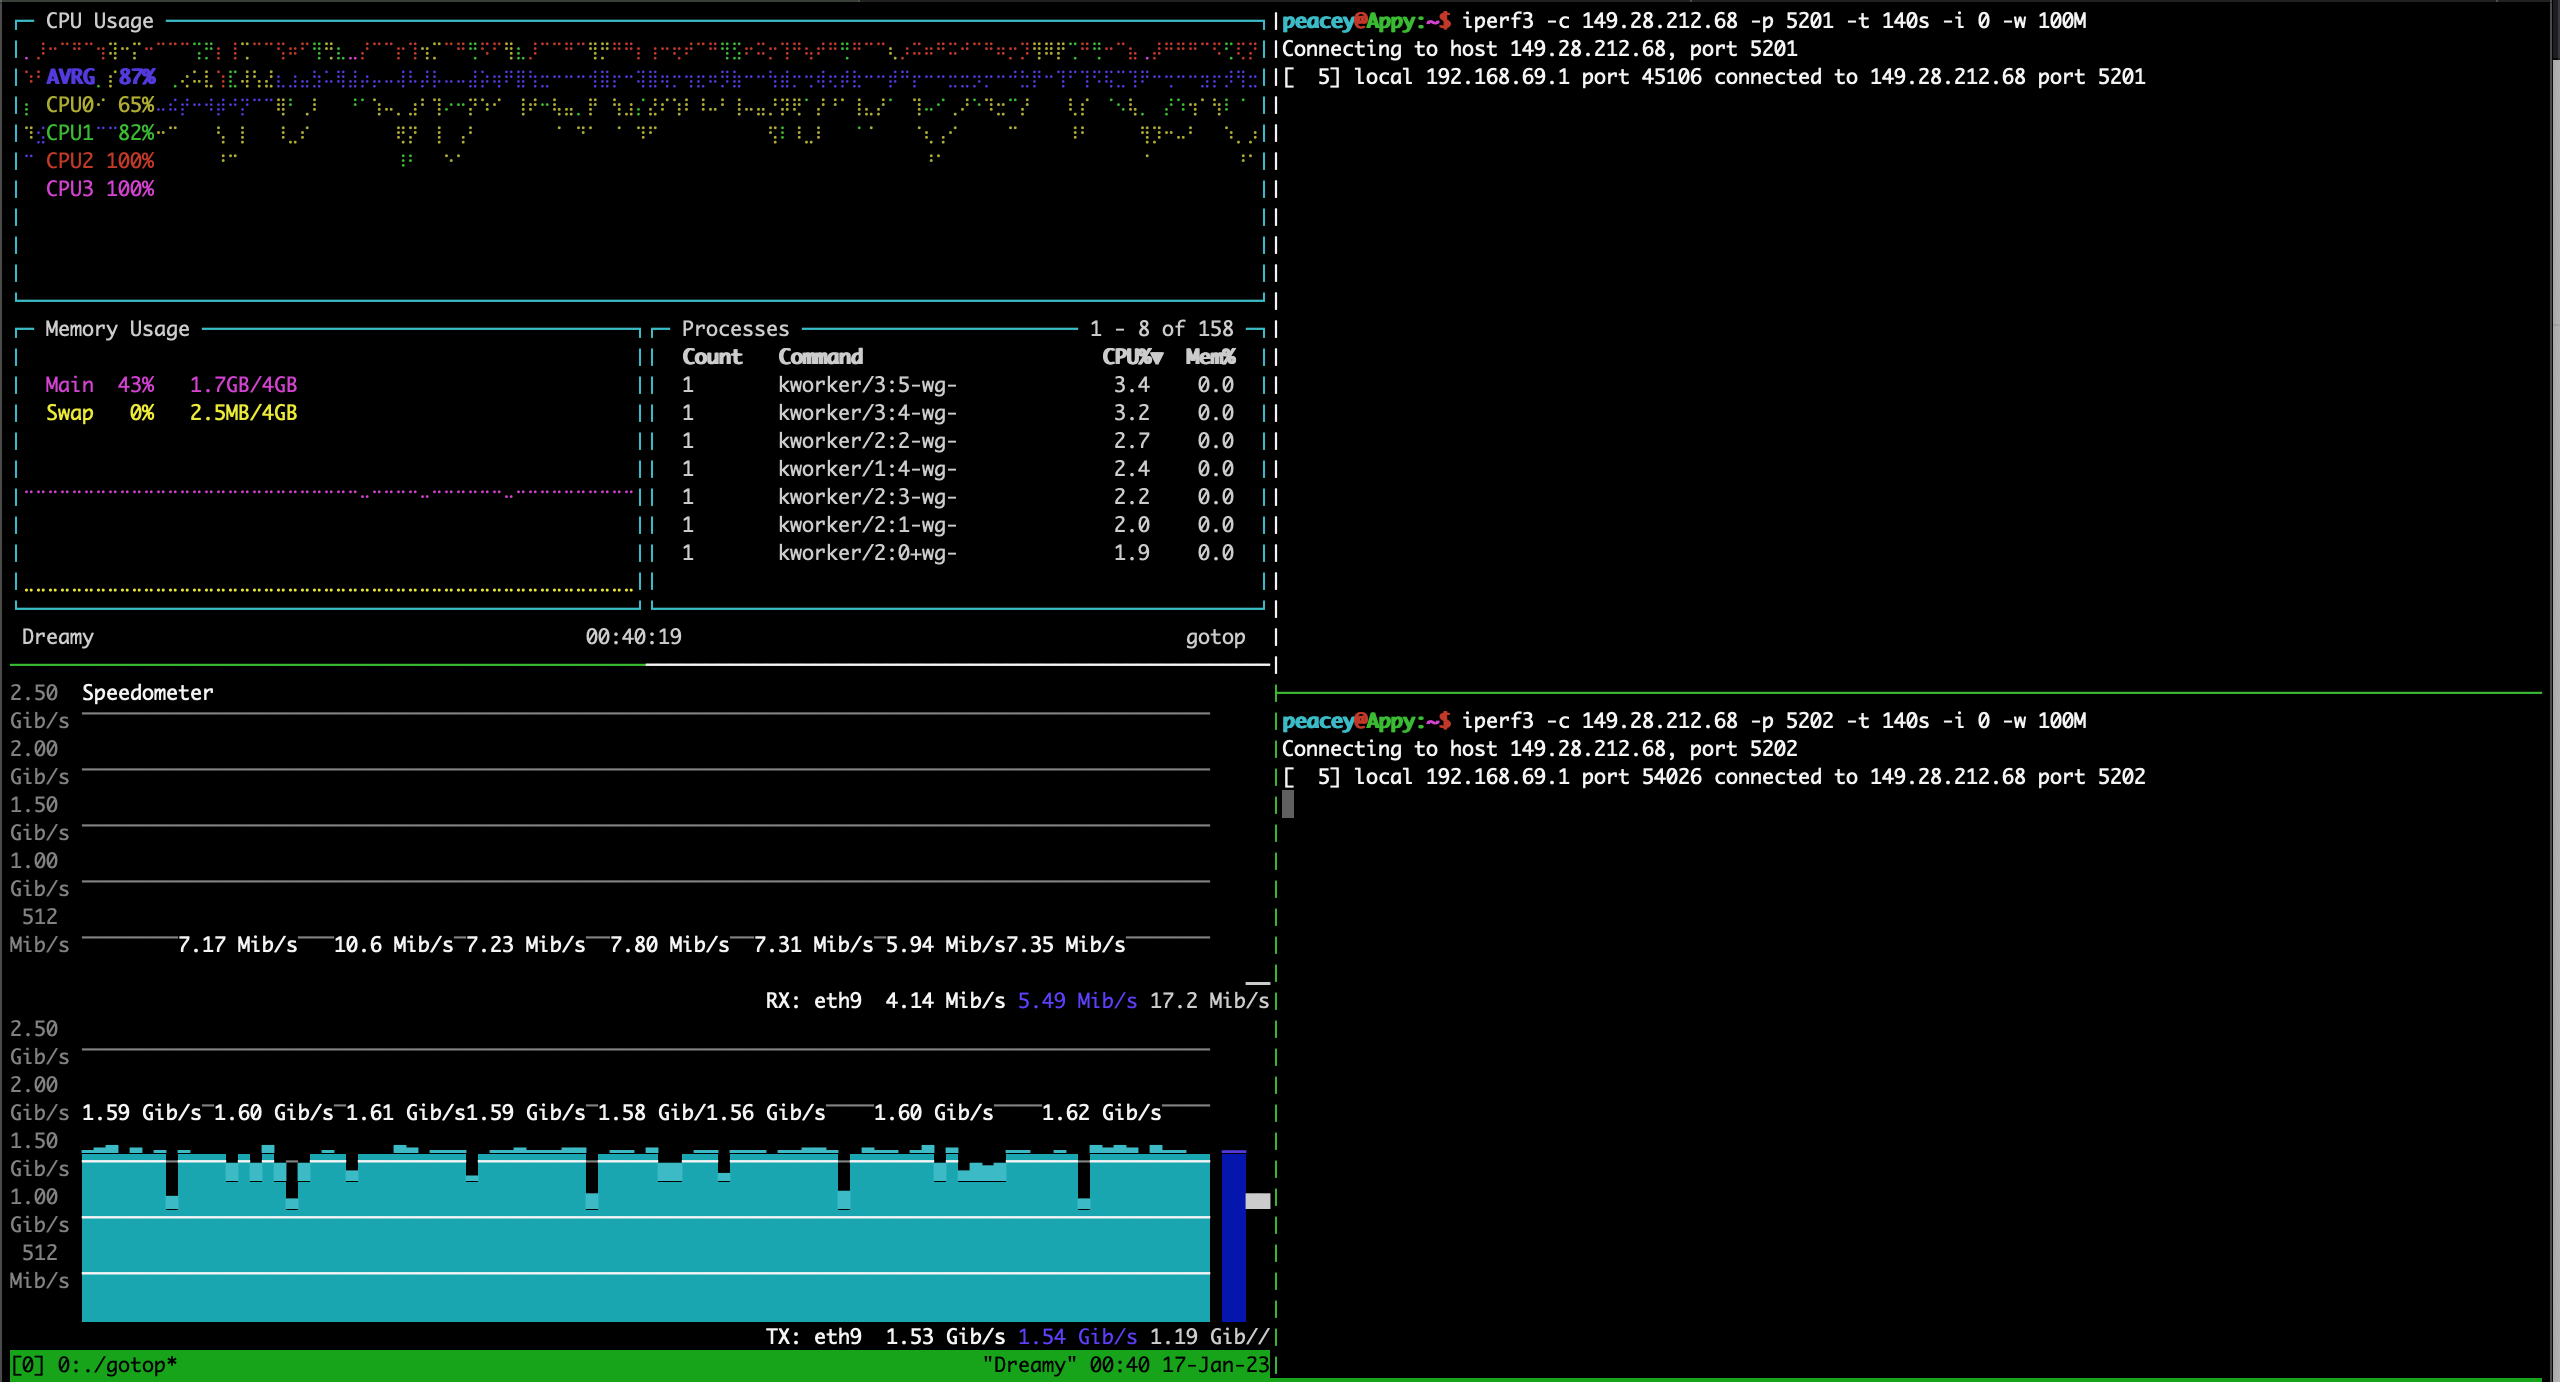 CPU Usage
AVRG 87%
CPU0 65%
CPU1 82%
CPU2 100%
CPU3 100%
Memory Usage
Main 43% 1.7GB/4GB
Swap 0% 2.5MB/4GB
Processes 1 - 8 of 158
Count Command CPU%▼ Mem%
1 kworker/3:5-wg- 3.4 0.0
1 kworker/3:4-wg- 3.2 0.0
1 kworker/2:2-wg- 2.7 0.0
1 kworker/1:4-wg- 2.4 0.0
1 kworker/2:3-wg- 2.2 0.0
1 kworker/2:1-wg- 2.0 0.0
1 kworker/2:0+wg- 1.9 0.0
Dreamy 00:40:19 gotop
2.50 Speedometer
Gib/s
2.00
Gib/s
1.50
Gib/s
1.00
Gib/s
512
Mib/s 7.17 Mib/s 10.6 Mib/s 7.23 Mib/s 7.80 Mib/s 7.31 Mib/s 5.94 Mib/s7.35 Mib/s
RX: eth9 4.14 Mib/s 5.49 Mib/s 17.2 Mib/s
2.50
Gib/s
2.00
Gib/s 1.59 Gib/s 1.60 Gib/s 1.61 Gib/s1.59 Gib/s 1.58 Gib/1.56 Gib/s 1.60 Gib/s 1.62 Gib/s
1.50
Gib/s
1.00
Gib/s
512
Mib/s
TX: eth9 1.53 Gib/s 1.54 Gib/s 1.19 Gib//
[0] 0:./gotop* "Dreamy" 00:40 17-Jan-23
peacey@Appy:~$ iperf3 -c 149.28.212.68 -p 5201 -t 140s -i 0 -w 100M
Connecting to host 149.28.212.68, port 5201
[ 5] local 192.168.69.1 port 45106 connected to 149.28.212.68 port 5201
peacey@Appy:~$ iperf3 -c 149.28.212.68 -p 5202 -t 140s -i 0 -w 100M
Connecting to host 149.28.212.68, port 5202
[ 5] local 192.168.69.1 port 54026 connected to 149.28.212.68 port 5202